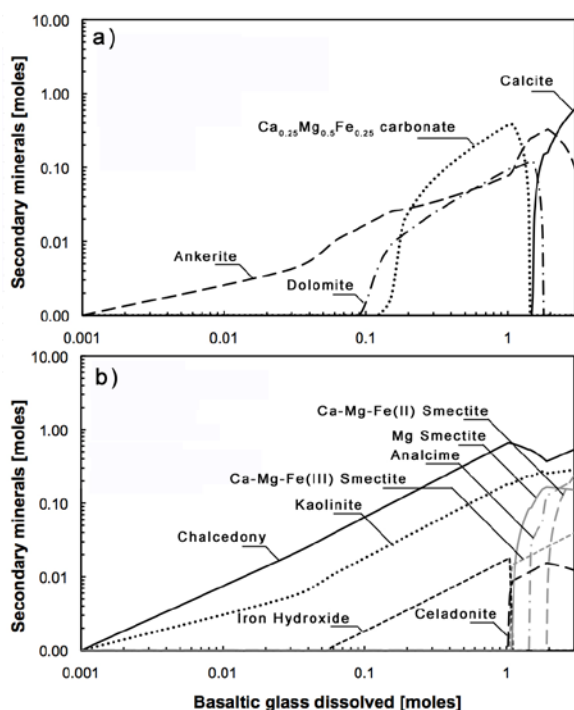 a)
Secondary minerals [moles]
10.00
1.00
0.10
0.01
0.00
Calcite
Ca0.25Mg0.5Fe0.25 carbonate
Ankerite
Dolomite
0.001
0.01
0.1
1
b)
Secondary minerals [moles]
10.00
1.00
0.10
0.01
0.00
Ca-Mg-Fe(II) Smectite
Mg Smectite
Analcime
Ca-Mg-Fe(III) Smectite
Kaolinite
Chalcedony
Iron Hydroxide
Celadonite
0.001
0.01
0.1
1
Basaltic glass dissolved [moles]